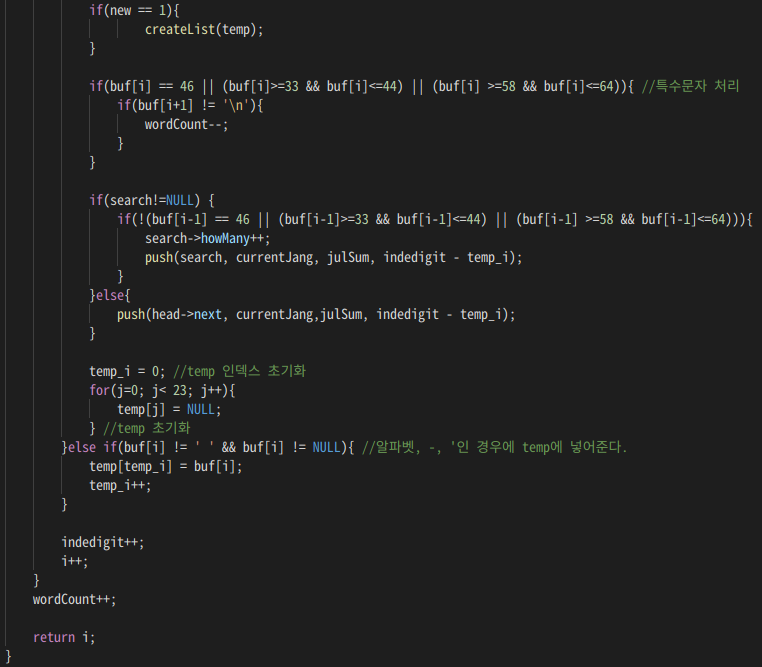 if(new == 1){
createList(temp);
}
if(buf[i] == 46 || (buf[i]>=33 && buf[i]<=44) || (buf[i] >=58 && buf[i]<=64)){ //특수문자 처리
if(buf[i+1] != '\n'){
wordCount--;
}
}
if(search!=NULL) {
if(!(buf[i-1] == 46 || (buf[i-1]>=33 && buf[i-1]<=44) || (buf[i-1] >=58 && buf[i-1]<=64))){
search->howMany++;
push(search, currentJang, julSum, indedigit - temp_i);
}
}else{
push(head->next, currentJang,julSum, indedigit - temp_i);
}
temp_i = 0; //temp 인덱스 초기화
for(j=0; j< 23; j++){
temp[j] = NULL;
} //temp 초기화
}else if(buf[i] != ' ' && buf[i] != NULL){ //알파벳, -, '인 경우에 temp에 넣어준다.
temp[temp_i] = buf[i];
temp_i++;
}
indedigit++;
i++;
}
wordCount++;
return i;
}